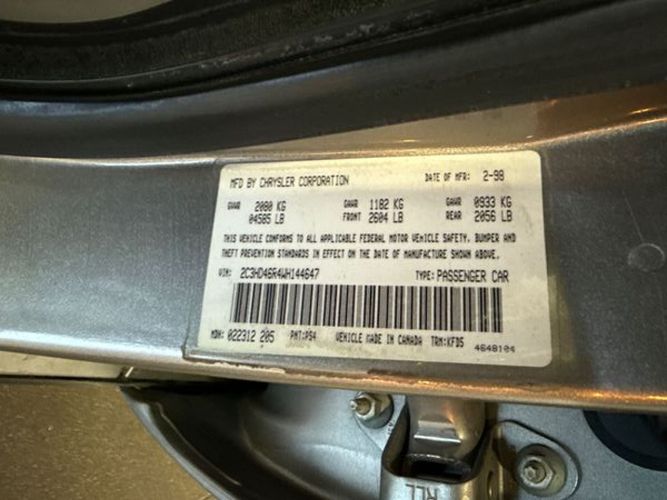 MFD BY CHRYSLER CORPORATION DATE OF MFR: 2-98
GVWR 2080 KG GAWR 1182 KG GAWR 0933 KG
04585 LB FRONT 2604 LB REAR 2056 LB
THIS VEHICLE CONFORMS TO ALL APPLICABLE FEDERAL MOTOR VEHICLE SAFETY, BUMPER AND
THEFT PREVENTION STANDARDS IN EFFECT ON THE DATE OF MANUFACTURE SHOWN ABOVE.
VIN: 2C3HD46R4WH144647 TYPE: PASSENGER CAR
MDH: 022312 205 PNT:PS4 VEHICLE MADE IN CANADA TRM:KFD5
4648104
ALL